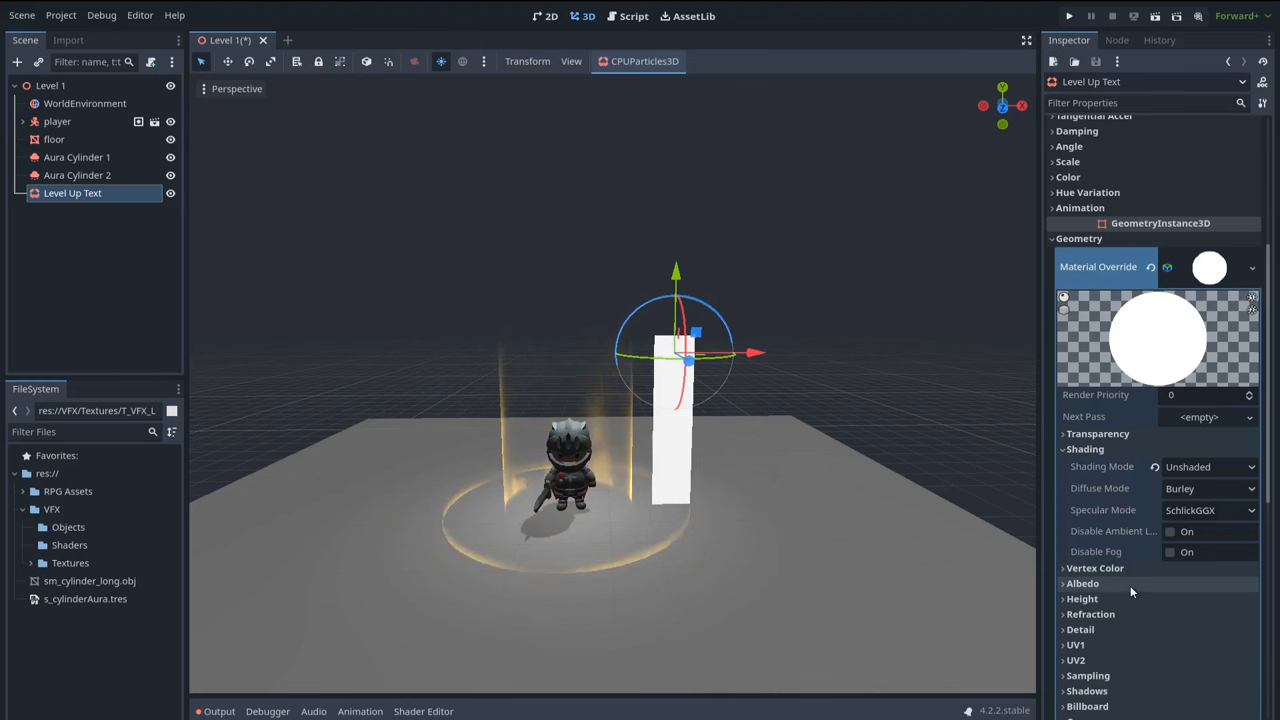 Scene Project Debug Editor Help
2D 3D Script AssetLib
Forward+
Scene Import
Filter: name, t:t
Level 1
WorldEnvironment
player
floor
Aura Cylinder 1
Aura Cylinder 2
Level Up Text
FileSystem
res://VFX/Textures/T_VFX_L
Filter Files
Favorites:
res://
RPG Assets
VFX
Objects
Shaders
Textures
sm_cylinder_long.obj
s_cylinderAura.tres
Level 1(*)
Transform View CPUParticles3D
Perspective
Y
X
Z
Output Debugger Audio Animation Shader Editor
4.2.2.stable
Inspector Node History
Level Up Text
Filter Properties
Tangential Accel
Damping
Angle
Scale
Color
Hue Variation
Animation
GeometryInstance3D
Geometry
Material Override
Render Priority 0
Next Pass <empty>
Transparency
Shading
Shading Mode Unshaded
Diffuse Mode Burley
Specular Mode SchlickGGX
Disable Ambient L... On
Disable Fog On
Vertex Color
Albedo
Height
Refraction
Detail
UV1
UV2
Sampling
Shadows
Billboard